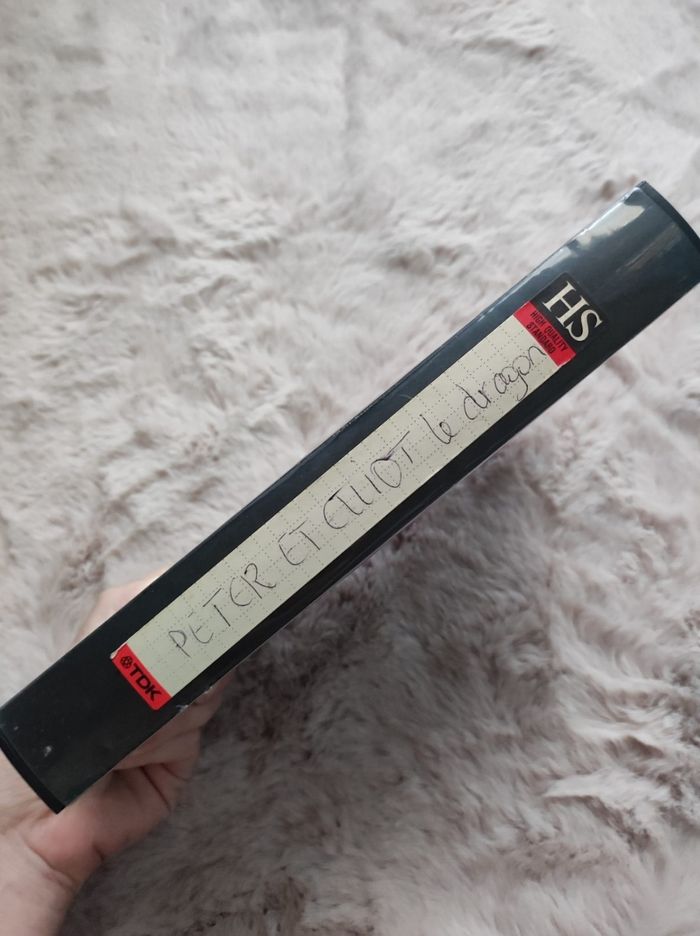 HS
HIGH QUALITY
STANDARD
PETER ET ELLIOT le dragon
TDK